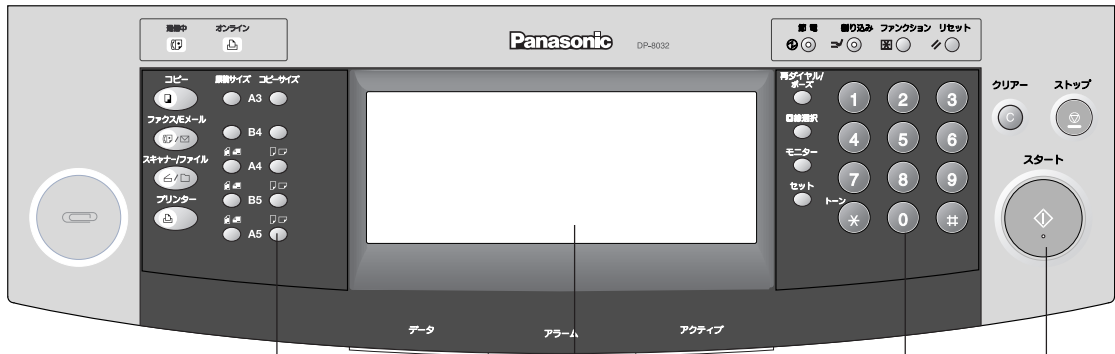 オンライン
Panasonic DP-8032
節電 割り込み ファンクション リセット
コピー
ファクス/Eメール
スキャナー/ファイル
プリンター
原稿サイズ コピーサイズ
A3
B4
A4
B5
A5
再ダイヤル/
ポーズ
回線選択
モニター
セット
トーン
1 2 3
4 5 6
7 8 9
* 0 #
クリアー ストップ
C
スタート
データ アラーム アクティブ